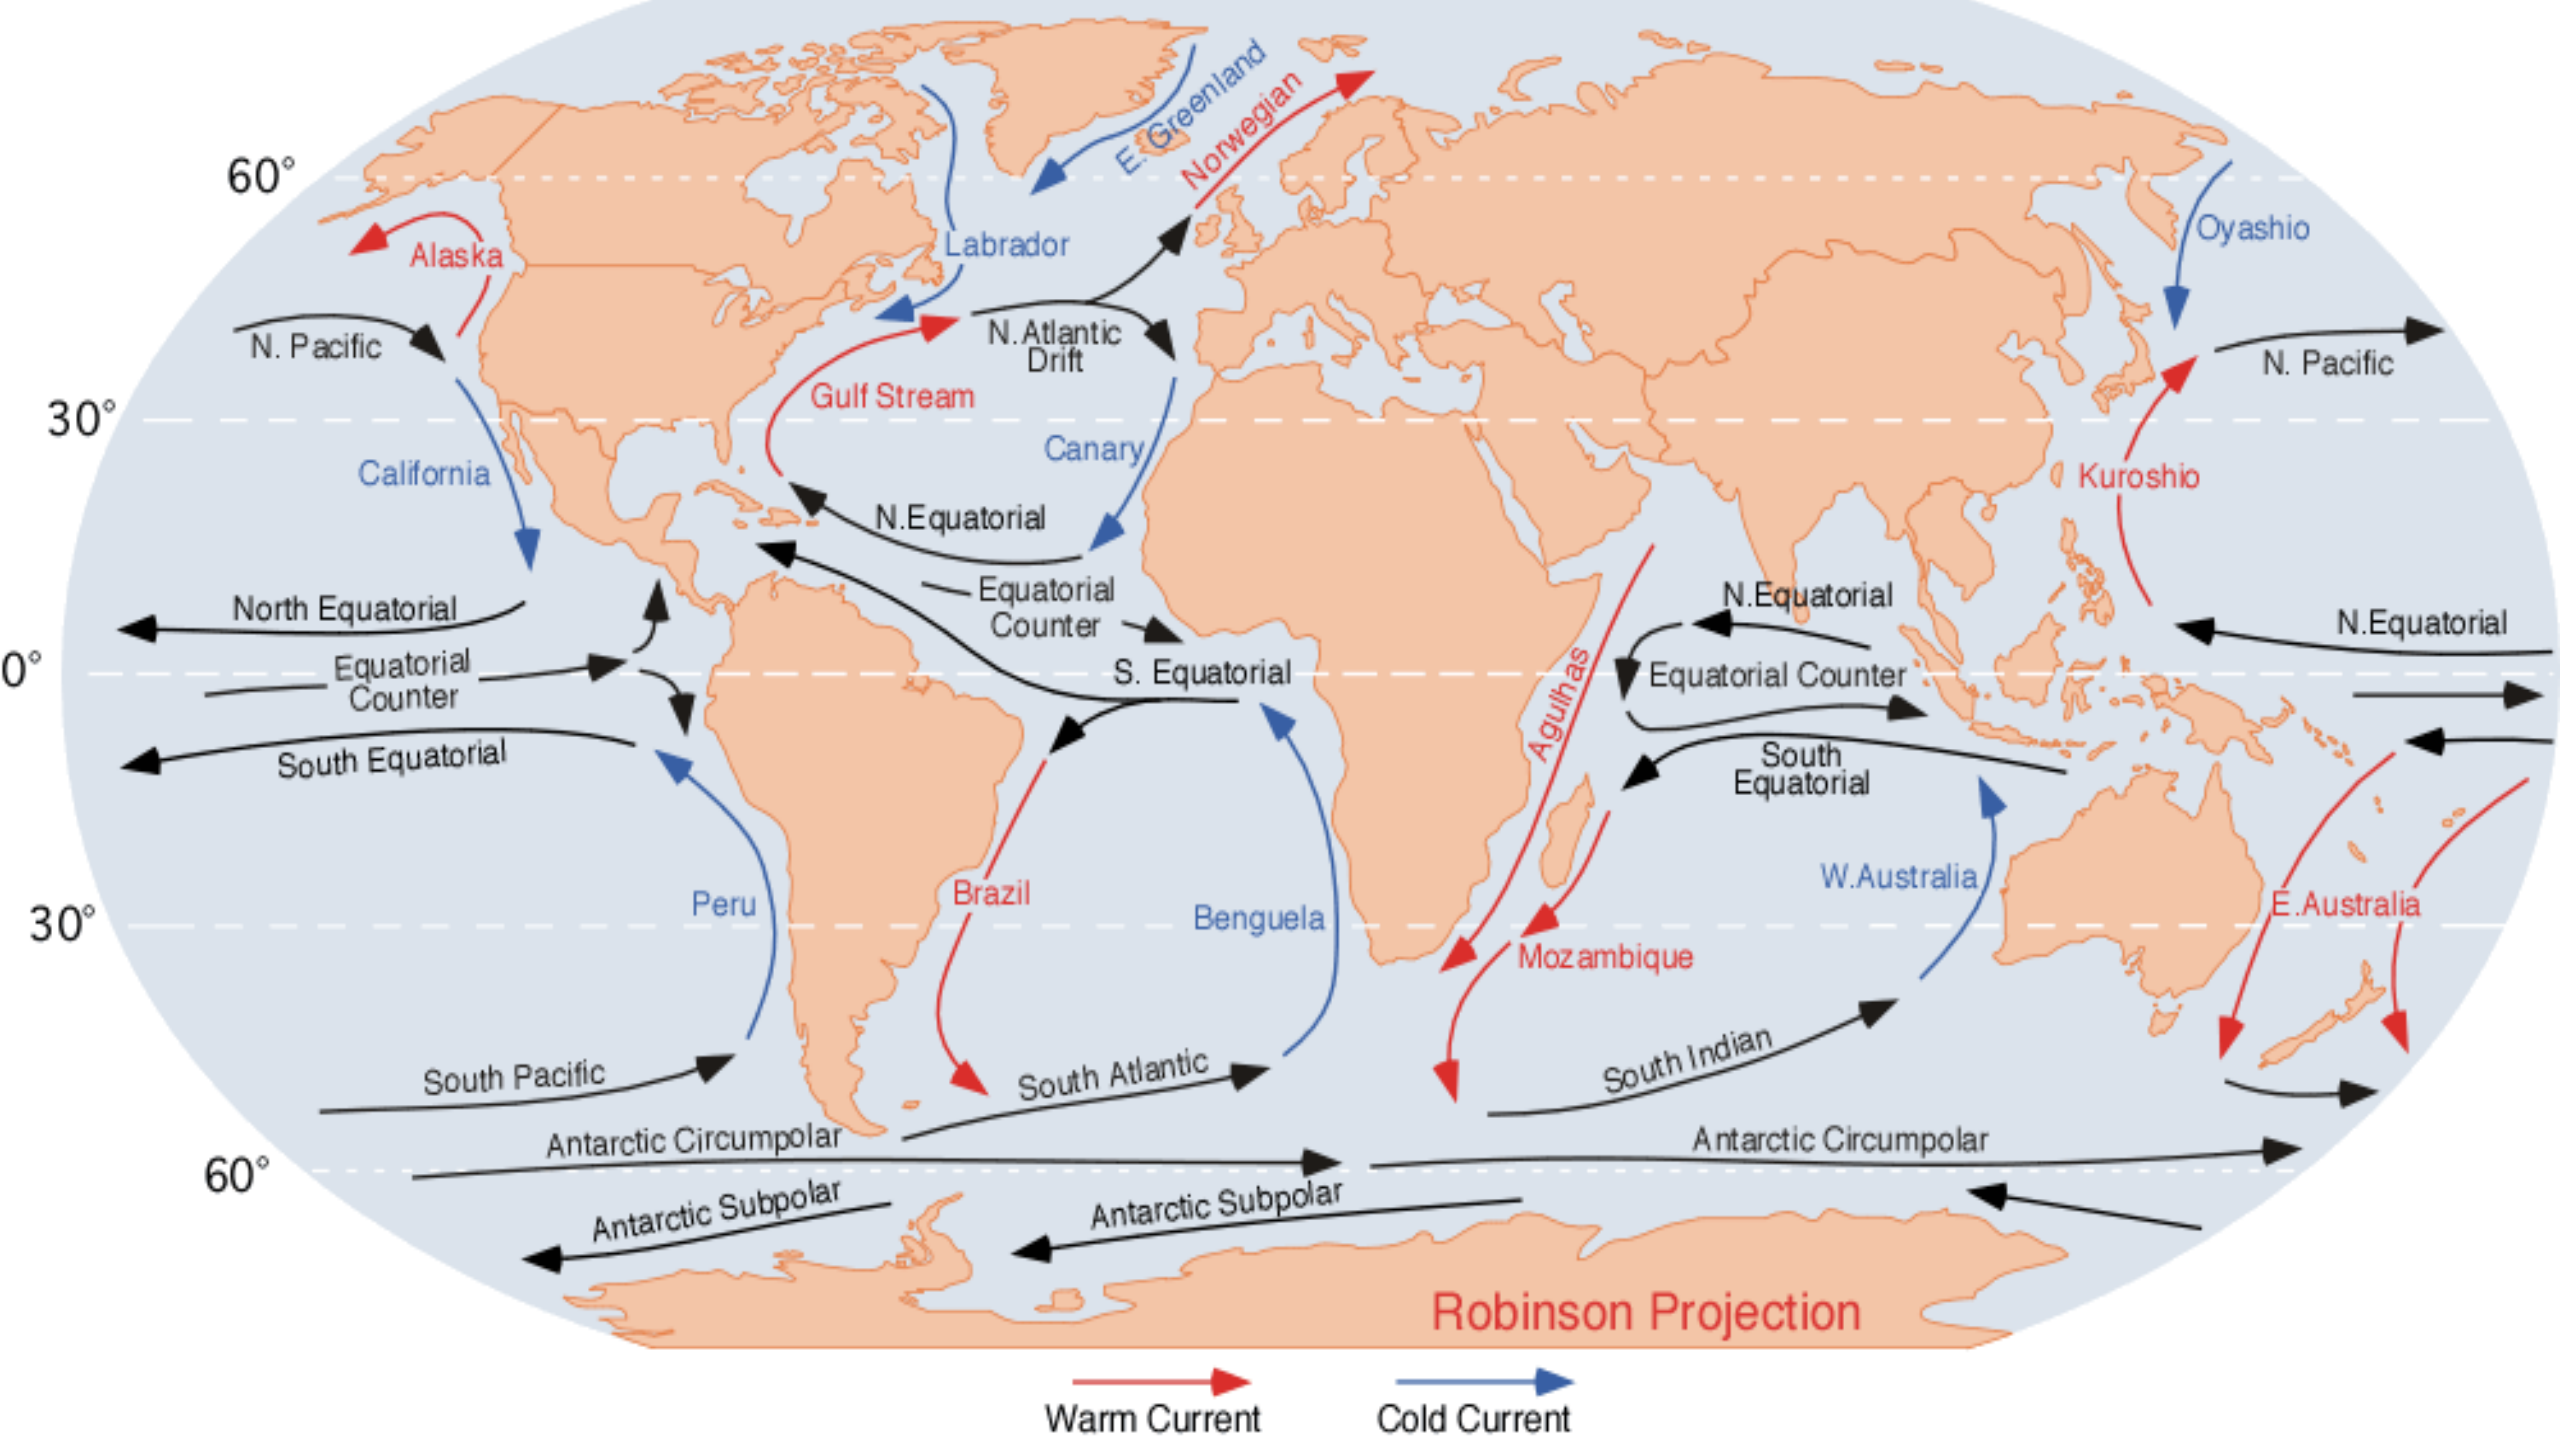 E. Greenland
Norwegian
60°
Alaska
Labrador
Oyashio
N. Pacific
N.Atlantic
Drift
N. Pacific
30°
Gulf Stream
California
Canary
Kuroshio
N.Equatorial
North Equatorial
Equatorial
Counter
N.Equatorial
N.Equatorial
0°
Equatorial
Counter
S. Equatorial
Agulhas
Equatorial Counter
South Equatorial
South
Equatorial
Peru
Brazil
Benguela
W.Australia
E.Australia
30°
Mozambique
South Pacific
South Atlantic
South Indian
Antarctic Circumpolar
Antarctic Circumpolar
60°
Antarctic Subpolar
Antarctic Subpolar
Robinson Projection
Warm Current
Cold Current